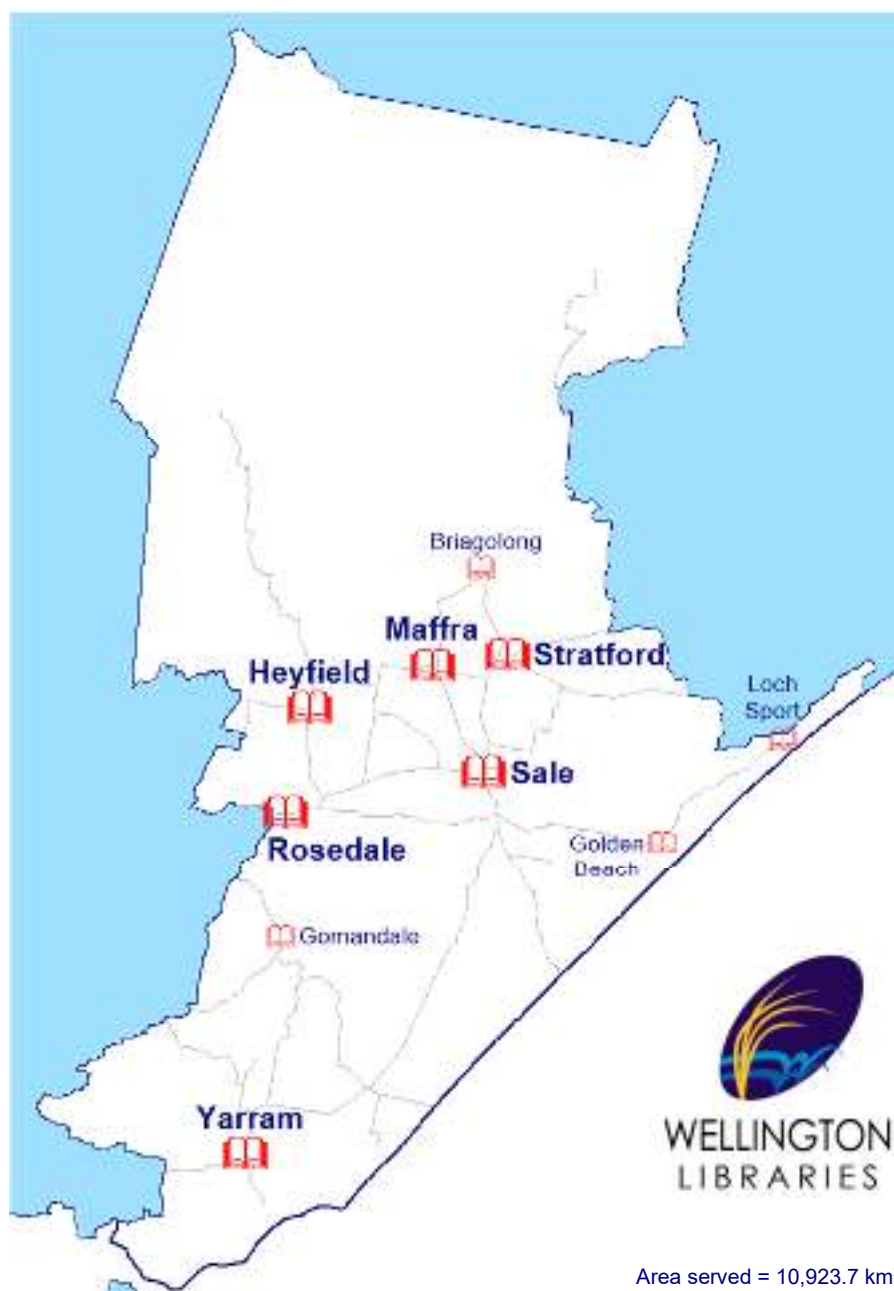 Briagolong
Maffra
Stratford
Heyfield
Loch
Sport
Sale
Rosedale
Golden
Beach
Gormandale
Yarram
WELLINGTON
LIBRARIES
Area served = 10,923.7 km